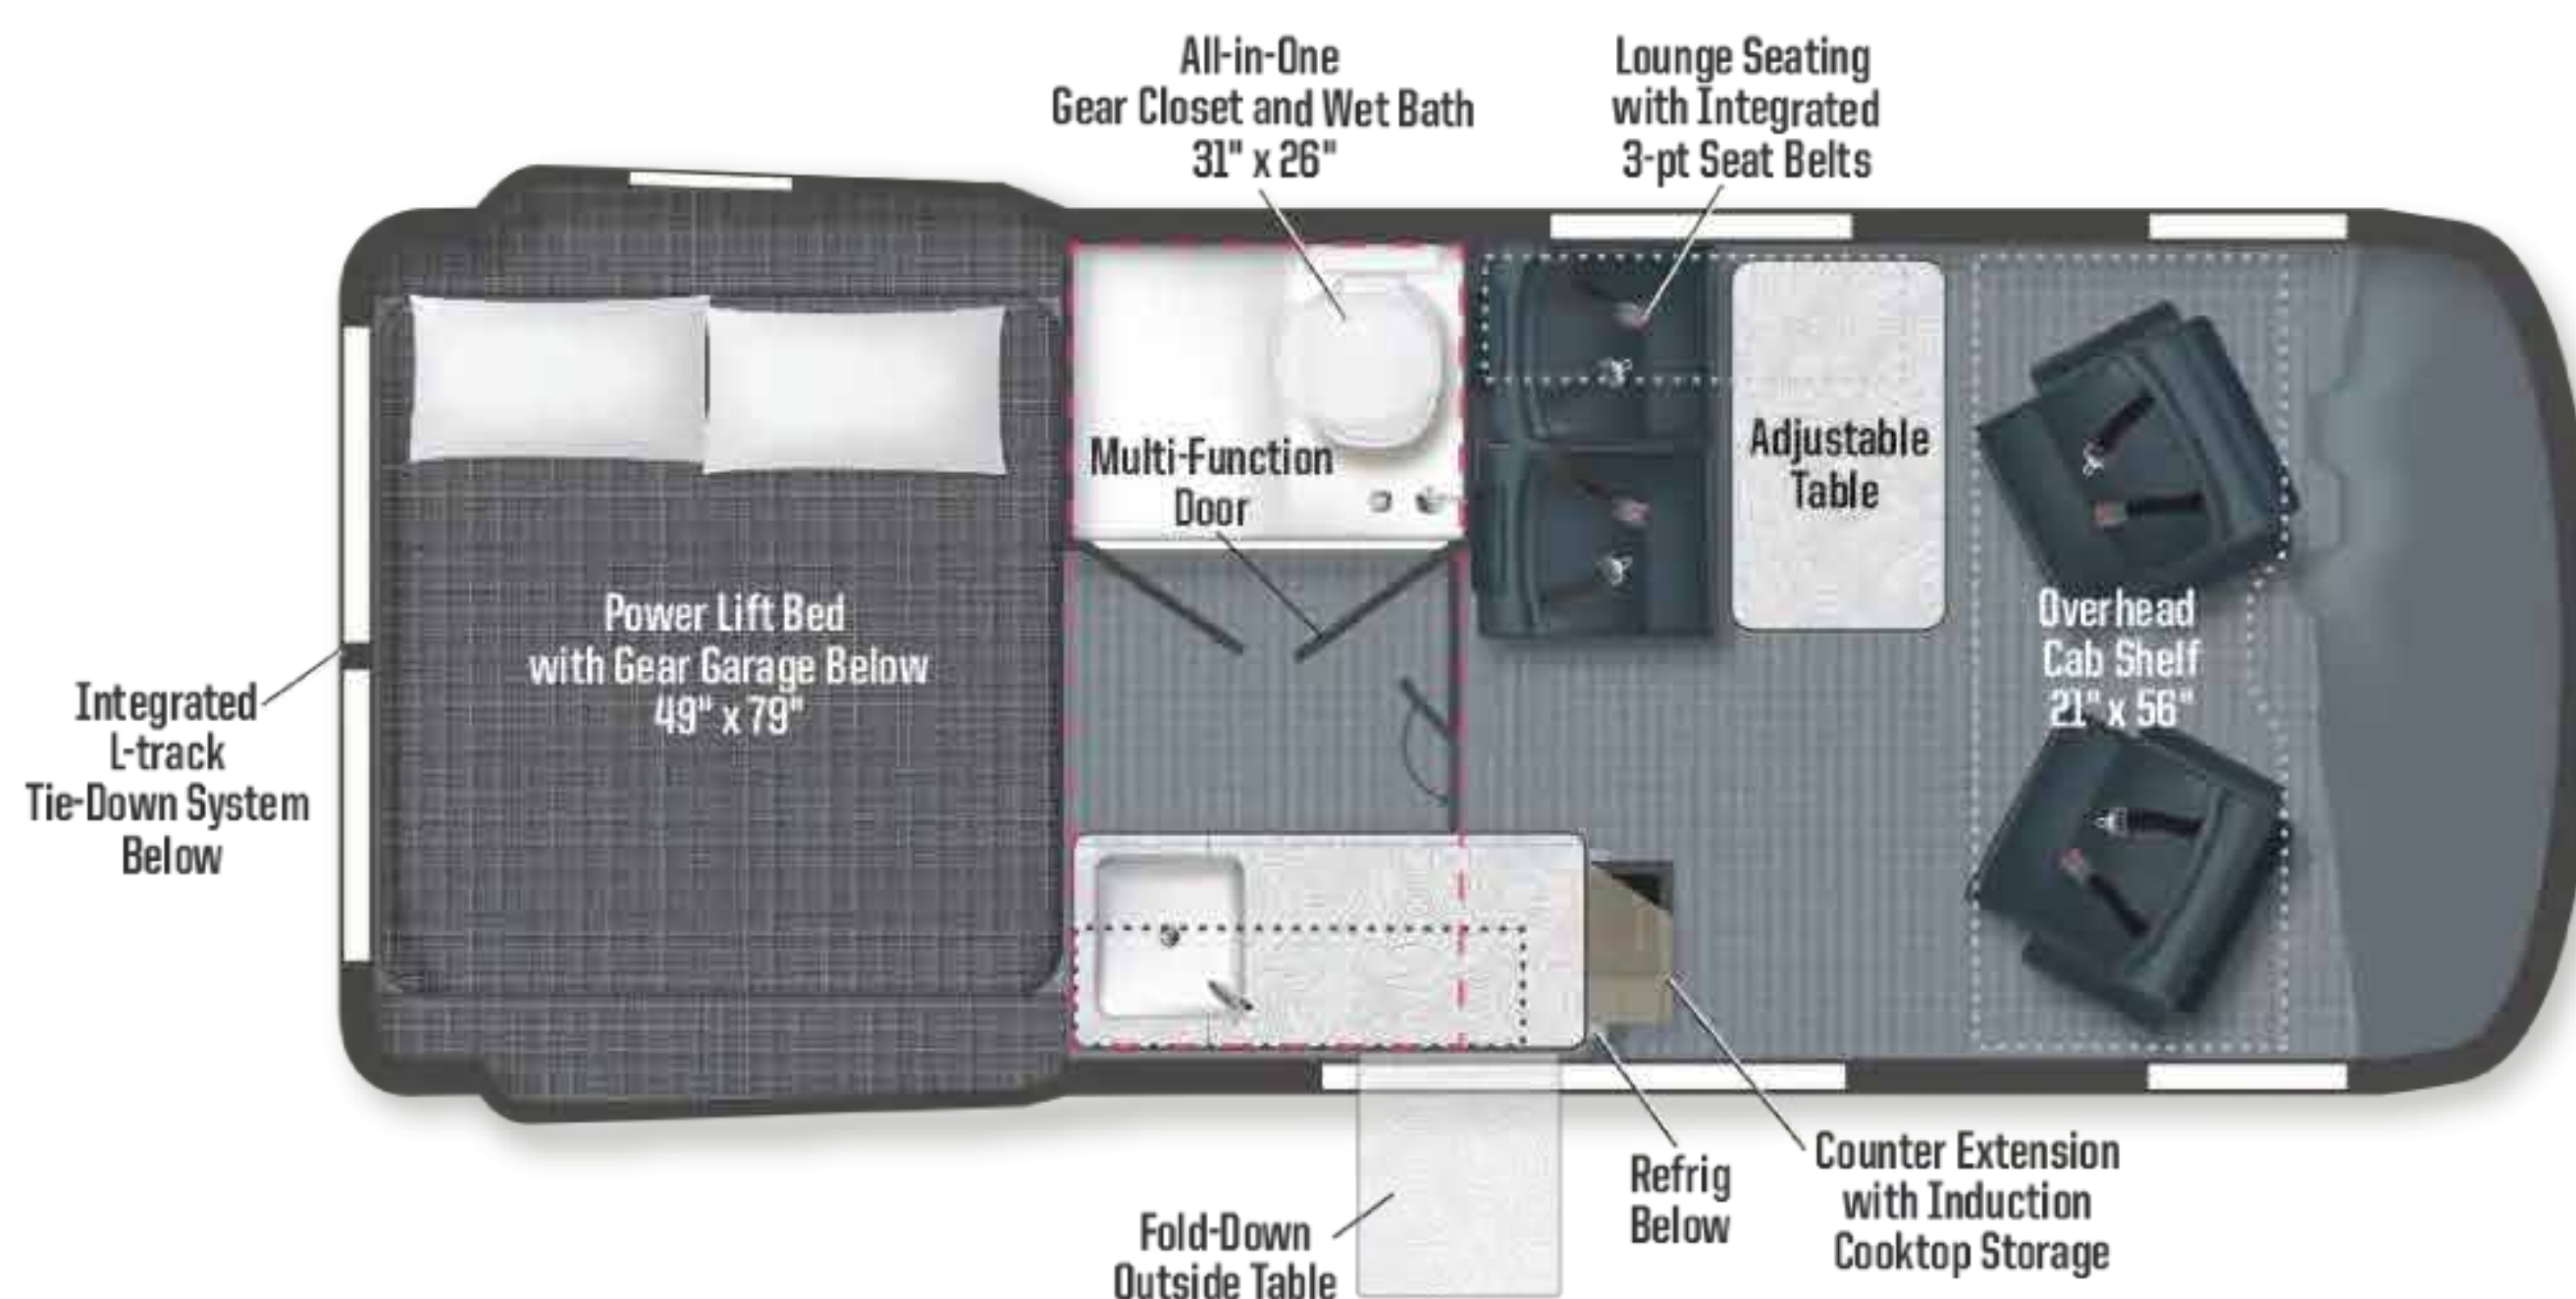 All-in-One
Gear Closet and Wet Bath
31" x 26"
Lounge Seating
with Integrated
3-pt Seat Belts
Multi-Function
Door
Adjustable
Table
Power Lift Bed
with Gear Garage Below
49" x 79"
Overhead
Cab Shelf
21" x 56"
Integrated
L-track
Tie-Down System
Below
Fold-Down
Outside Table
Refrig
Below
Counter Extension
with Induction
Cooktop Storage